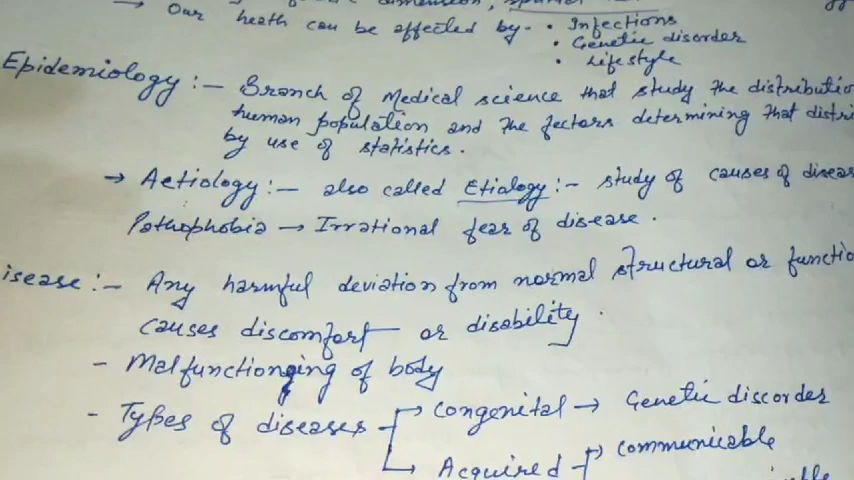 → Our heath can be affected by - • Infections
• Genetic disorder
• Lifestyle
Epidemiology :- Branch of Medical science that study the distributio
human population and the factors determining that distri
by use of statistics.
→ Aetiology :- also called Etialogy :- study of causes of diseas
Pathophobia → Irrational fear of disease.
isease :- Any harmful deviation from normal structural or functio
causes discomfort or disability.
- Malfunctionging of body
- Types of diseases → Congenital → Genetic discorder
→ Acquired → communicable